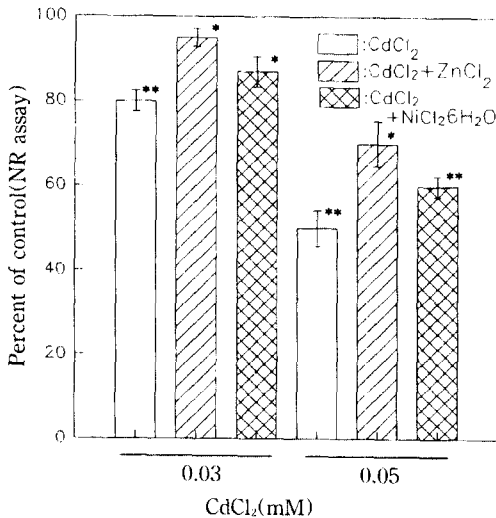 Percent of control(NR assay)
100
80
60
40
20
0
:CdCl₂
:CdCl₂+ZnCl₂
:CdCl₂
+NiCl₂6H₂O
**
*
*
**
*
**
0.03
0.05
CdCl₂(mM)